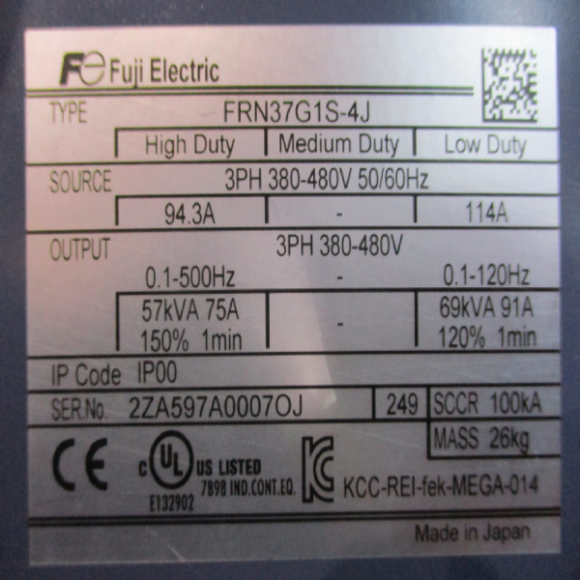 Fe Fuji Electric
TYPE FRN37G1S-4J
High Duty Medium Duty Low Duty
SOURCE 3PH 380-480V 50/60Hz
94.3A - 114A
OUTPUT 3PH 380-480V
0.1-500Hz - 0.1-120Hz
57kVA 75A - 69kVA 91A
150% 1min 120% 1min
IP Code IP00
SER.No. 2ZA597A0007OJ 249 SCCR 100kA
MASS 26kg
CE c UL US LISTED KCC-REI-fek-MEGA-014
7B98 IND.CONT.EQ.
E132902
Made in Japan